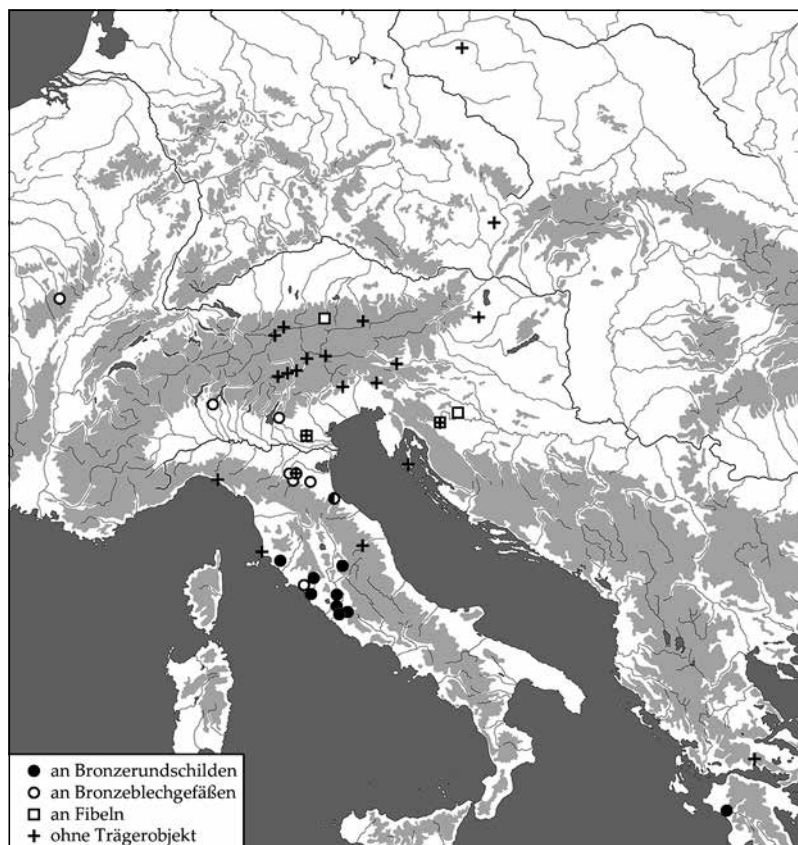 an Bronzerundschilden
an Bronzeblechgefäßen
an Fibeln
ohne Trägerobjekt